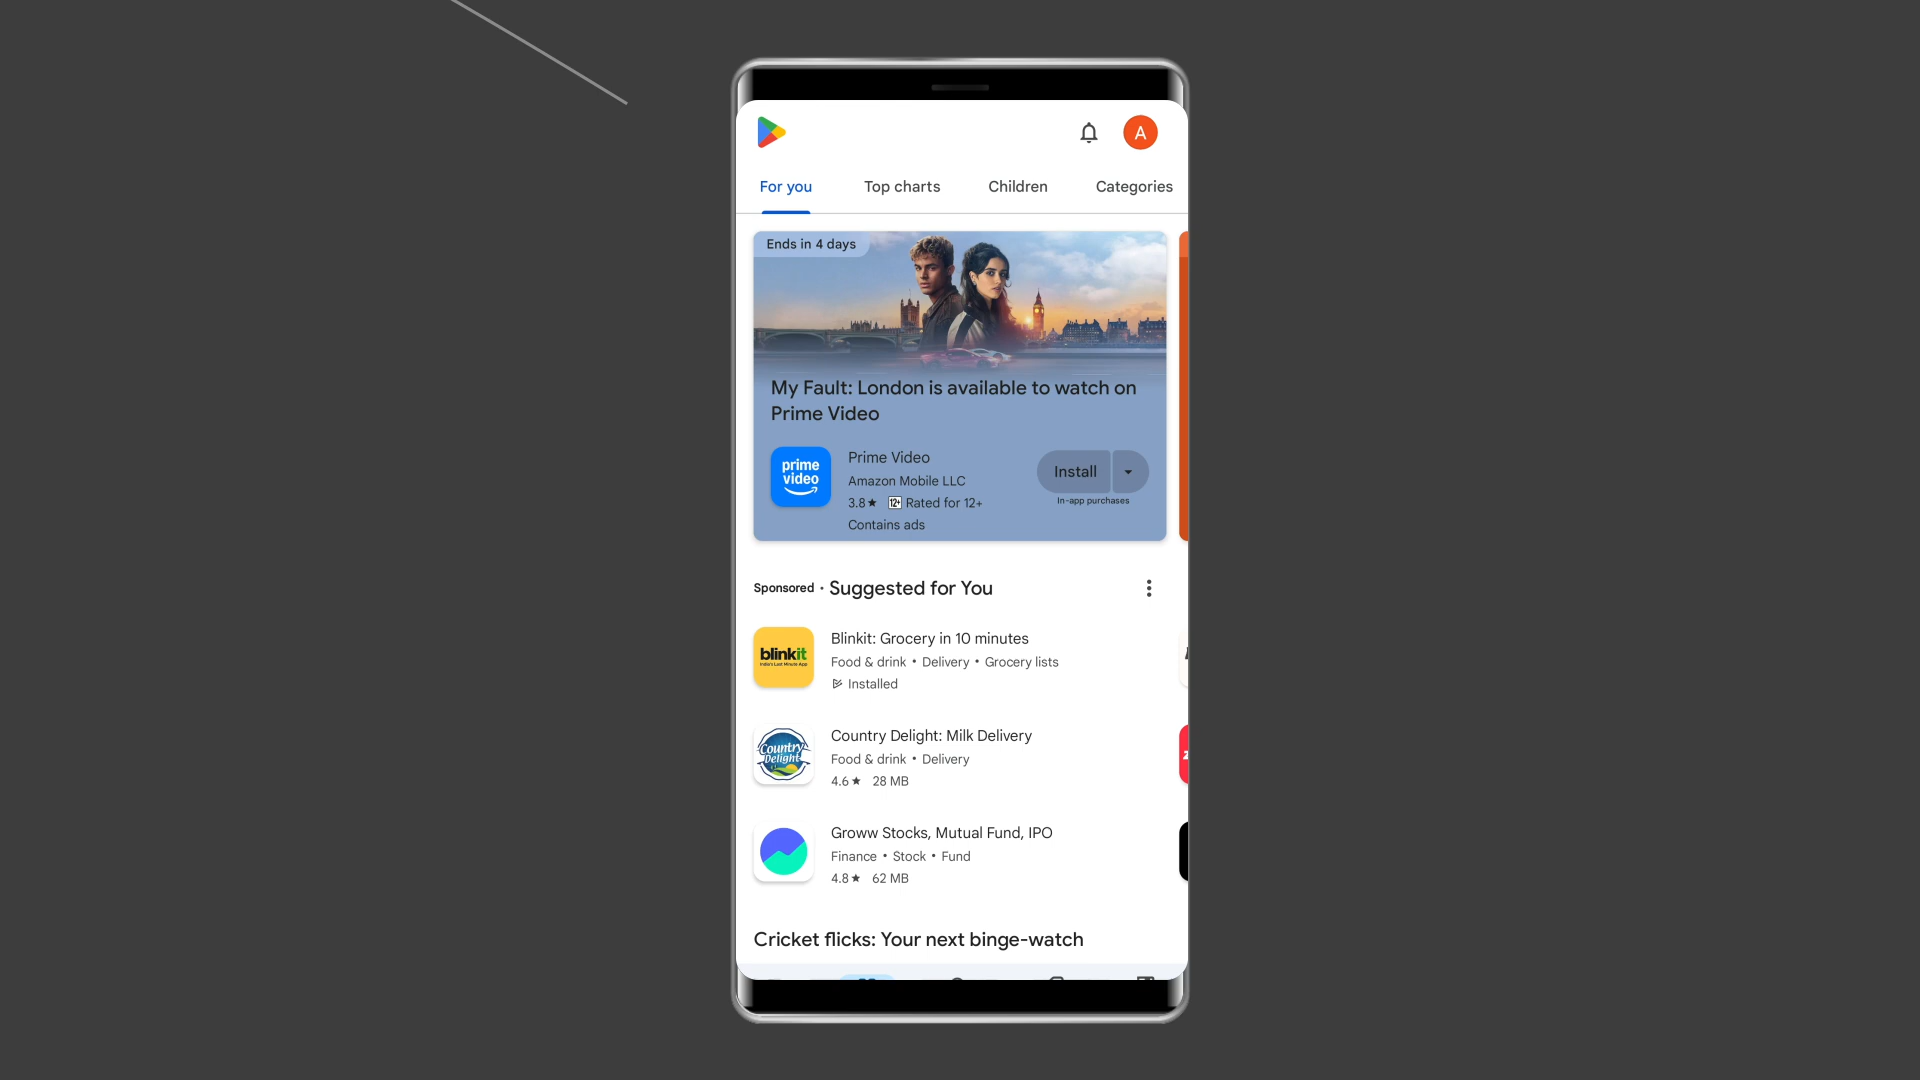 A
For you
Top charts
Children
Categories
Ends in 4 days
My Fault: London is available to watch on
Prime Video
prime
video
Prime Video
Amazon Mobile LLC
3.8★ 12+ Rated for 12+
Contains ads
Install
In-app purchases
Sponsored • Suggested for You
blinkit
India's Last Minute App
Blinkit: Grocery in 10 minutes
Food & drink • Delivery • Grocery lists
Installed
Country
Delight
Country Delight: Milk Delivery
Food & drink • Delivery
4.6★ 28 MB
Groww Stocks, Mutual Fund, IPO
Finance • Stock • Fund
4.8★ 62 MB
Cricket flicks: Your next binge-watch